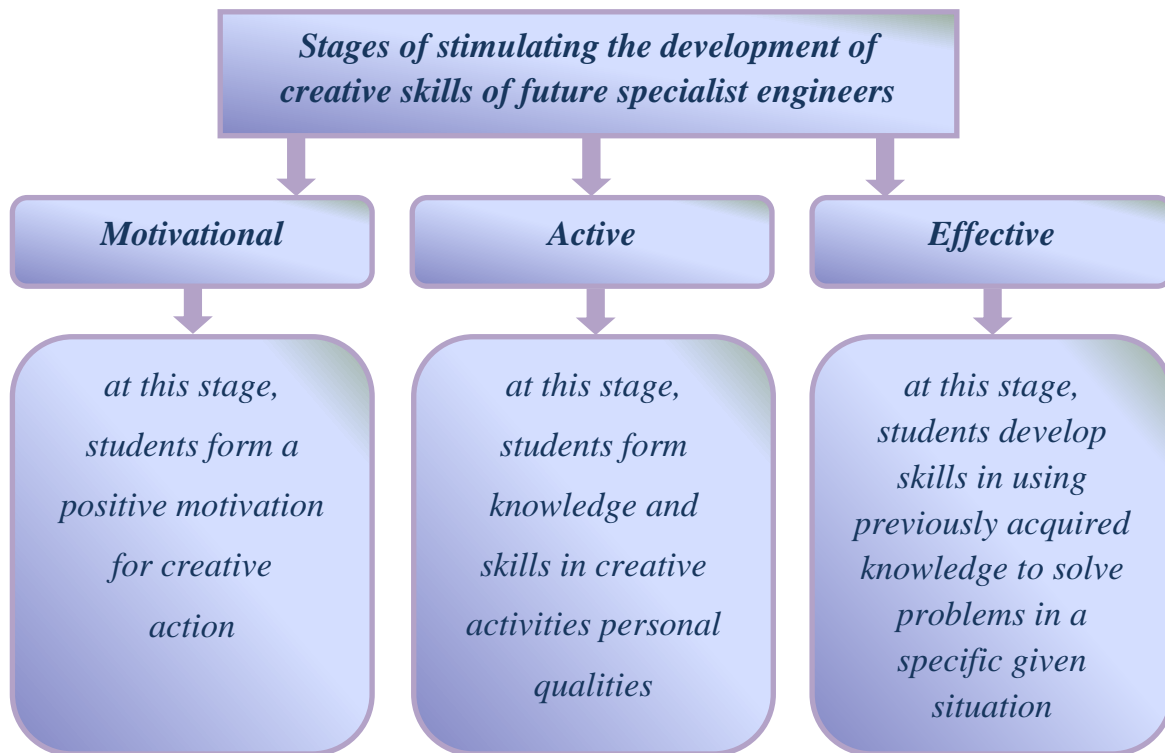 Stages of stimulating the development of
creative skills of future specialist engineers
Motivational
Active
Effective
at this stage,
students form a
positive motivation
for creative
action
at this stage,
students form
knowledge and
skills in creative
activities personal
qualities
at this stage,
students develop
skills in using
previously acquired
knowledge to solve
problems in a
specific given
situation